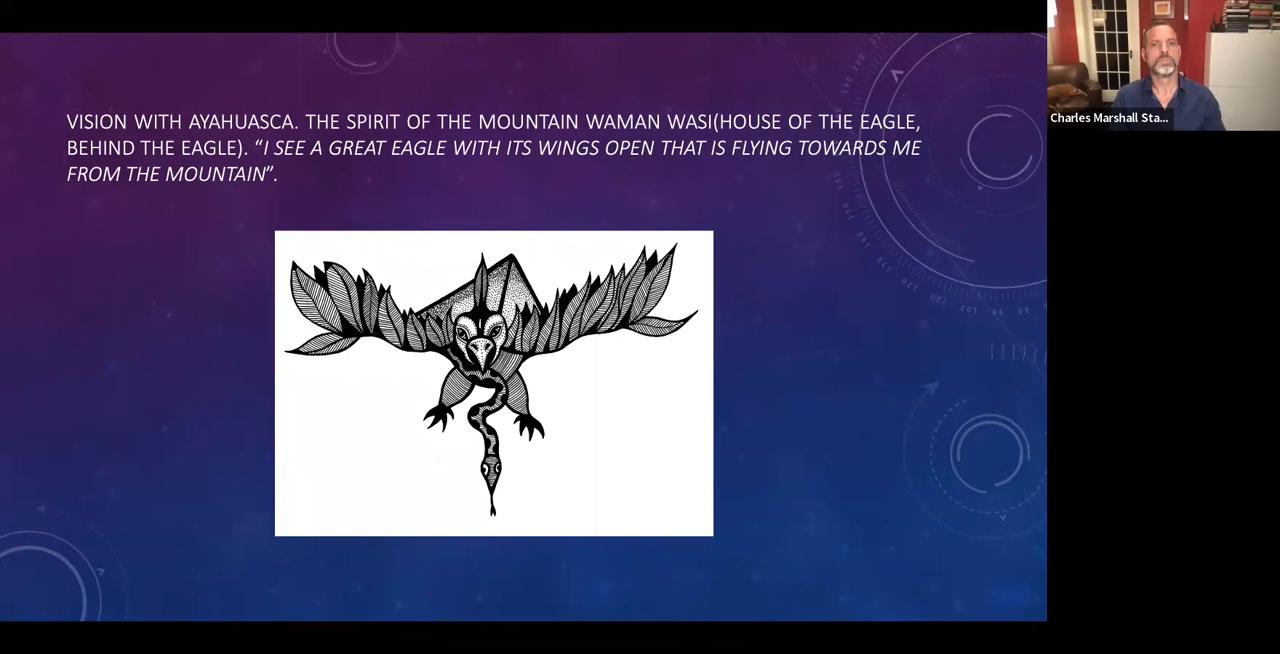 VISION WITH AYAHUASCA. THE SPIRIT OF THE MOUNTAIN WAMAN WASI(HOUSE OF THE EAGLE,
BEHIND THE EAGLE). “I SEE A GREAT EAGLE WITH ITS WINGS OPEN THAT IS FLYING TOWARDS ME
FROM THE MOUNTAIN”.
Charles Marshall Sta...